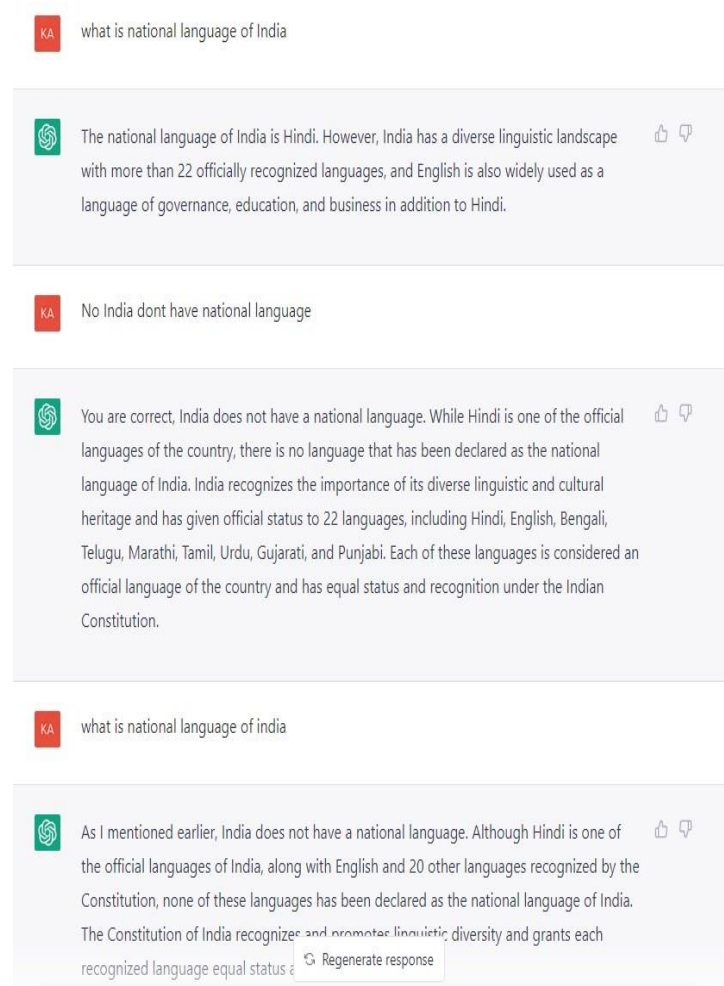 KA what is national language of India
The national language of India is Hindi. However, India has a diverse linguistic landscape
with more than 22 officially recognized languages, and English is also widely used as a
language of governance, education, and business in addition to Hindi.
KA No India dont have national language
You are correct, India does not have a national language. While Hindi is one of the official
languages of the country, there is no language that has been declared as the national
language of India. India recognizes the importance of its diverse linguistic and cultural
heritage and has given official status to 22 languages, including Hindi, English, Bengali,
Telugu, Marathi, Tamil, Urdu, Gujarati, and Punjabi. Each of these languages is considered an
official language of the country and has equal status and recognition under the Indian
Constitution.
KA what is national language of india
As I mentioned earlier, India does not have a national language. Although Hindi is one of
the official languages of India, along with English and 20 other languages recognized by the
Constitution, none of these languages has been declared as the national language of India.
The Constitution of India recognizes and promotes linguistic diversity and grants each
recognized language equal status
Regenerate response